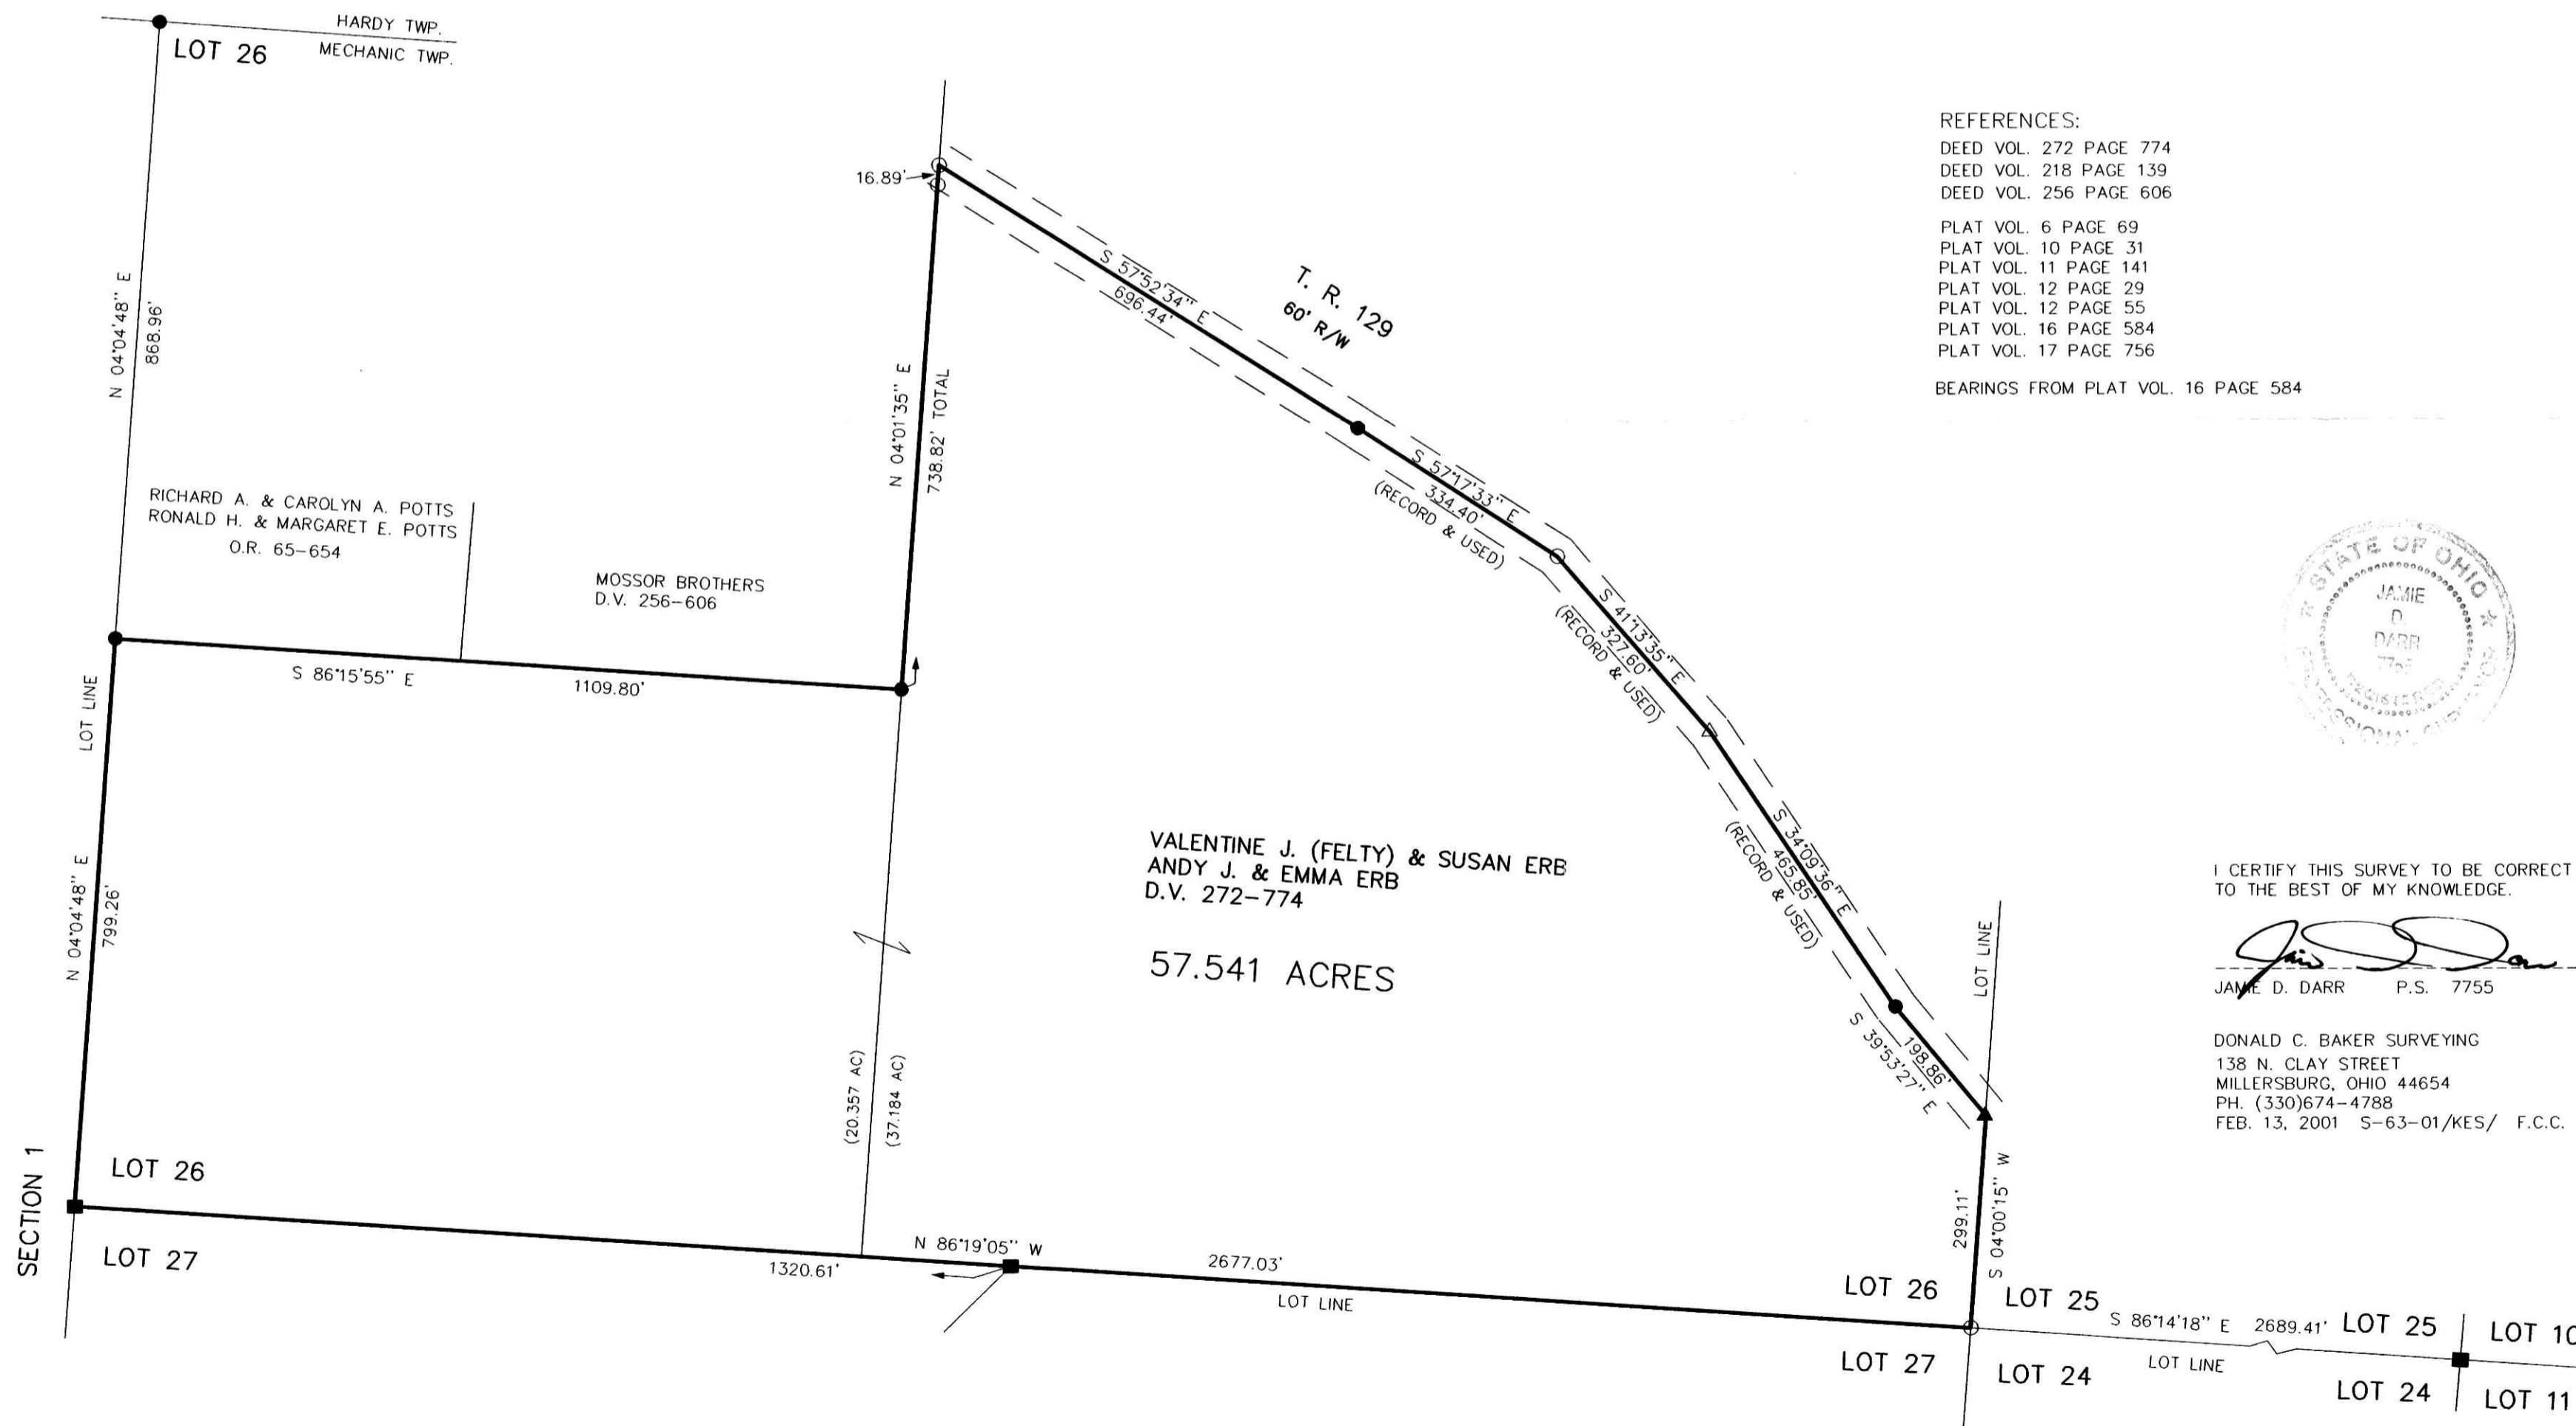 HARDY TWP.
LOT 26 MECHANIC TWP.
N 04°04'48" E
868.96'
RICHARD A. & CAROLYN A. POTTS
RONALD H. & MARGARET E. POTTS
O.R. 65-654
MOSSOR BROTHERS
D.V. 256-606
16.89'
N 04°01'35" E
738.82' TOTAL
S 57°52'34" E
696.44'
T. R. 129
60' R/W
S 57°17'33" E
334.40'
(RECORD & USED)
S 41°13'35" E
327.60'
(RECORD & USED)
S 34°09'36" E
465.85'
(RECORD & USED)
198.86'
S 39°53'27" E
S 86°15'55" E 1109.80'
LOT LINE
N 04°04'48" E
799.26'
VALENTINE J. (FELTY) & SUSAN ERB
ANDY J. & EMMA ERB
D.V. 272-774
57.541 ACRES
(20.357 AC)
(37.184 AC)
LOT LINE
299.11'
S 04°00'15" W
SECTION 1
LOT 26
LOT 27
N 86°19'05" W
1320.61'
2677.03'
LOT LINE
LOT 26
LOT 25
LOT 27
LOT 24
S 86°14'18" E 2689.41'
LOT LINE
LOT 25
LOT 10
LOT 24
LOT 11
REFERENCES:
DEED VOL. 272 PAGE 774
DEED VOL. 218 PAGE 139
DEED VOL. 256 PAGE 606
PLAT VOL. 6 PAGE 69
PLAT VOL. 10 PAGE 31
PLAT VOL. 11 PAGE 141
PLAT VOL. 12 PAGE 29
PLAT VOL. 12 PAGE 55
PLAT VOL. 16 PAGE 584
PLAT VOL. 17 PAGE 756
BEARINGS FROM PLAT VOL. 16 PAGE 584
STATE OF OHIO
JAMIE
D.
DARR
REGISTERED
I CERTIFY THIS SURVEY TO BE CORRECT
TO THE BEST OF MY KNOWLEDGE.
JAMIE D. DARR P.S. 7755
DONALD C. BAKER SURVEYING
138 N. CLAY STREET
MILLERSBURG, OHIO 44654
PH. (330)674-4788
FEB. 13, 2001 S-63-01/KES/ F.C.C.